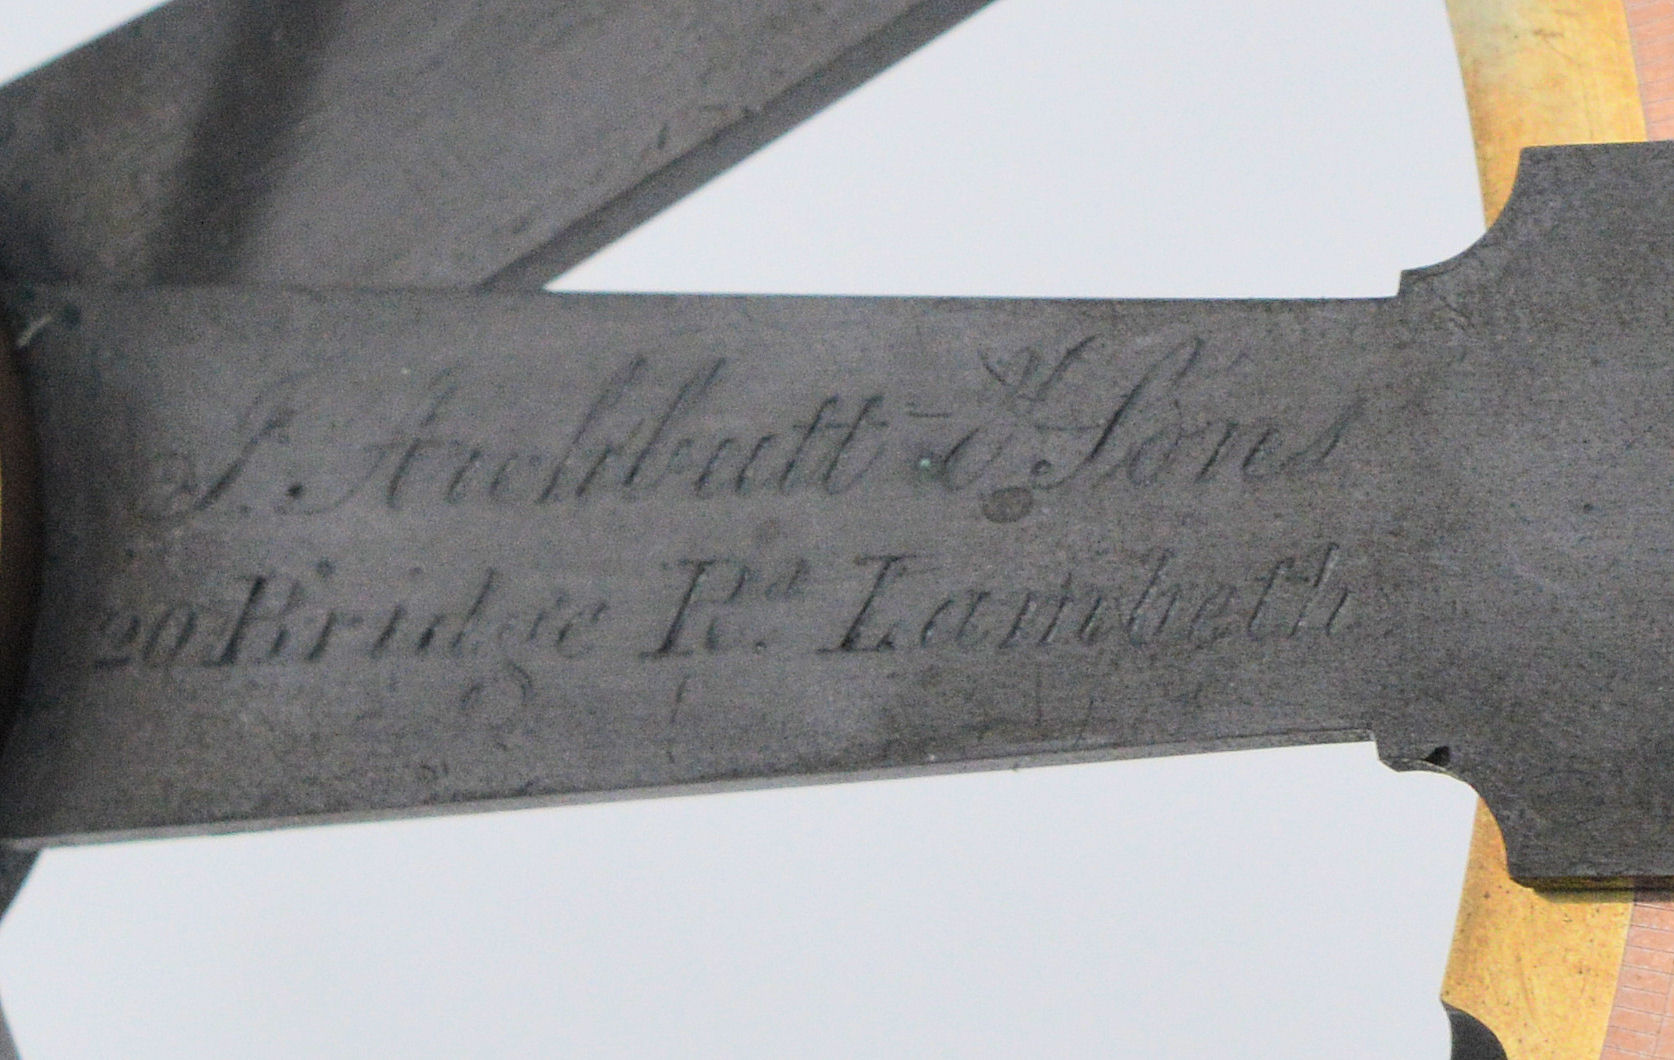 J. Archbutt & Sons
20 Bridge Rd. Lambeth